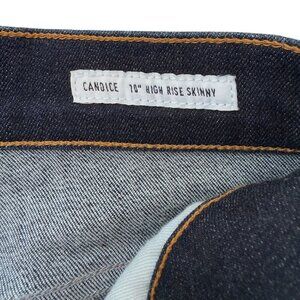 CANDICE 10" HIGH RISE SKINNY